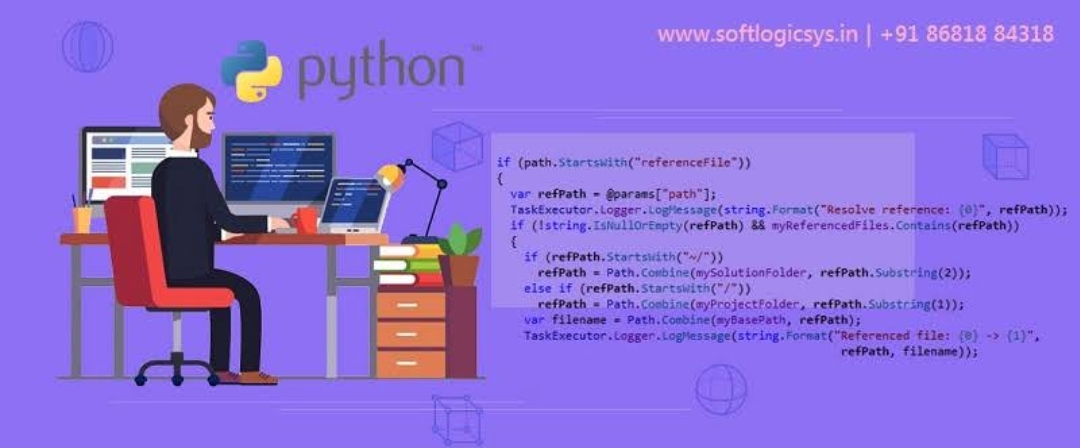 www.softlogicsys.in | +91 86818 84318
python™
if (path.StartsWith("referenceFile"))
{
var refPath = @params["path"];
TaskExecutor.Logger.LogMessage(string.Format("Resolve reference: {0}", refPath));
if (!string.IsNullOrEmpty(refPath) && myReferencedFiles.Contains(refPath))
{
if (refPath.StartsWith("~/"))
refPath = Path.Combine(mySolutionFolder, refPath.Substring(2));
else if (refPath.StartsWith("/"))
refPath = Path.Combine(myProjectFolder, refPath.Substring(1));
var filename = Path.Combine(myBasePath, refPath);
TaskExecutor.Logger.LogMessage(string.Format("Referenced file: {0} -> {1}",
refPath, filename));